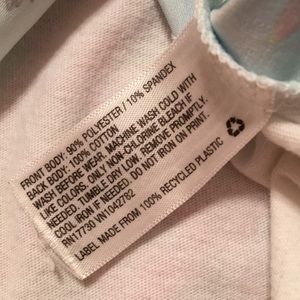 FRONT BODY: 90% POLYESTER / 10% SPANDEX
BACK BODY: 100% COTTON
WASH BEFORE WEAR. MACHINE WASH COLD WITH
LIKE COLORS. ONLY NON-CHLORINE BLEACH IF
NEEDED. TUMBLE DRY LOW. REMOVE PROMPTLY.
COOL IRON IF NEEDED. DO NOT IRON ON PRINT.
RN17730 VN1042782
LABEL MADE FROM 100% RECYCLED PLASTIC